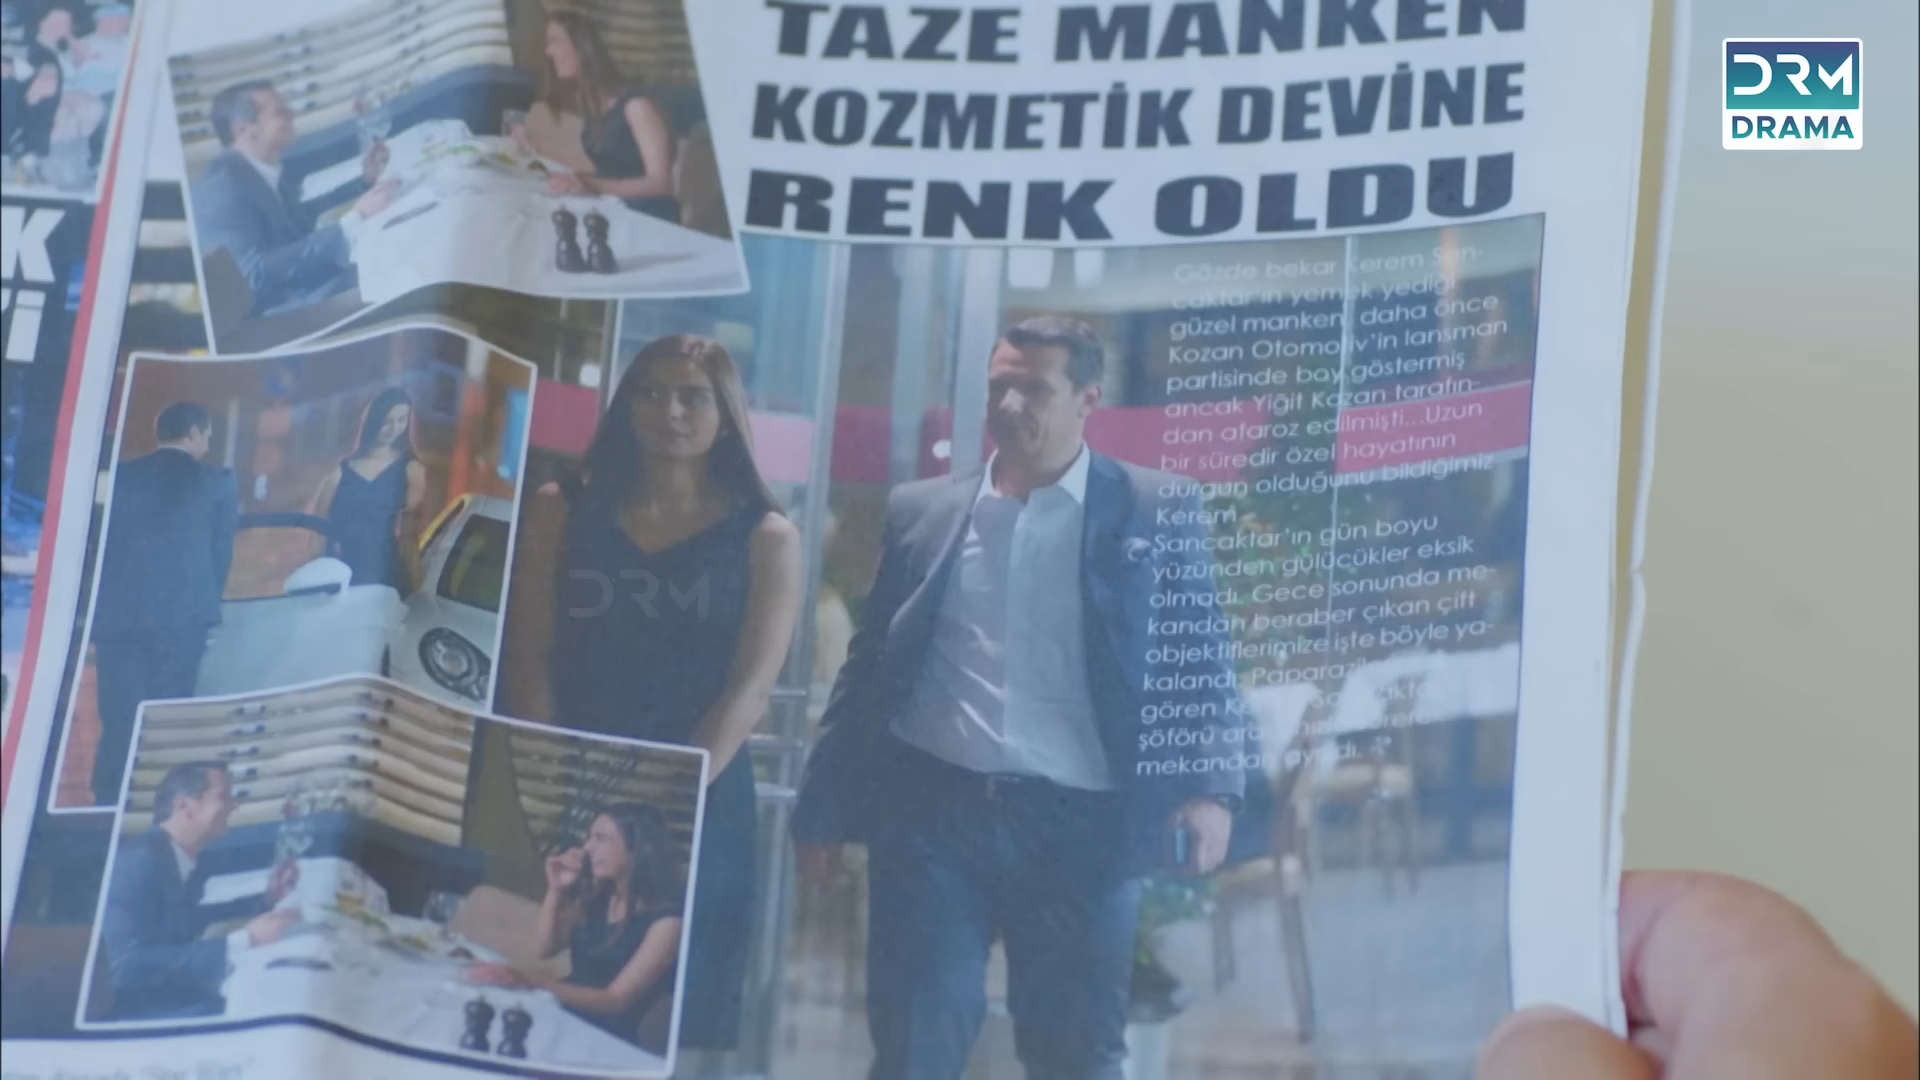 TAZE MANKEN
KOZMETİK DEVİNE
RENK OLDU
DRM
DRAMA
K
Gözde bekar Kerem San-
caktar'ın yemek yediği
güzel manken, daha önce
Kozan Otomotiv'in lansman
partisinde boy göstermiş
ancak Yiğit Kozan tarafın-
dan afaroz edilmişti...Uzun
bir süredir özel hayatının
durgun olduğunu bildiğimiz
Kerem
Sancaktar'ın gün boyu
yüzünden gülücükler eksik
olmadı. Gece sonunda me-
kandan beraber çıkan çift
objektiflerimize işte böyle ya-
kalandı.
gören
şöförü
mekandan
DRM